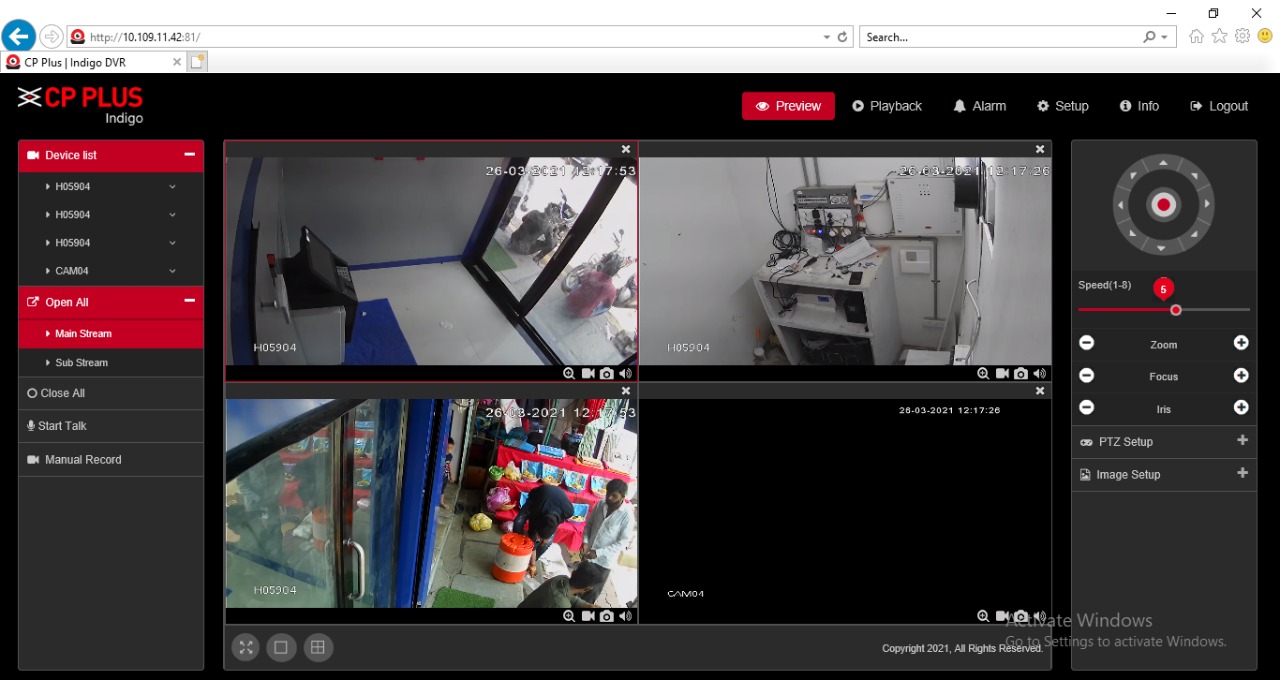 http://10.109.11.42:81/
Search...
CP Plus | Indigo DVR
CP PLUS
Indigo
Preview
Playback
Alarm
Setup
Info
Logout
Device list
H05904
H05904
H05904
CAM04
Open All
Main Stream
Sub Stream
Close All
Start Talk
Manual Record
26-03-2021 12:17:53
H05904
26-03-2021 12:17:26
H05904
26-03-2021 12:17:53
H05904
26-03-2021 12:17:26
CAM04
Speed(1-8)
5
Zoom
Focus
Iris
PTZ Setup
Image Setup
Activate Windows
Go to Settings to activate Windows.
Copyright 2021, All Rights Reserved.